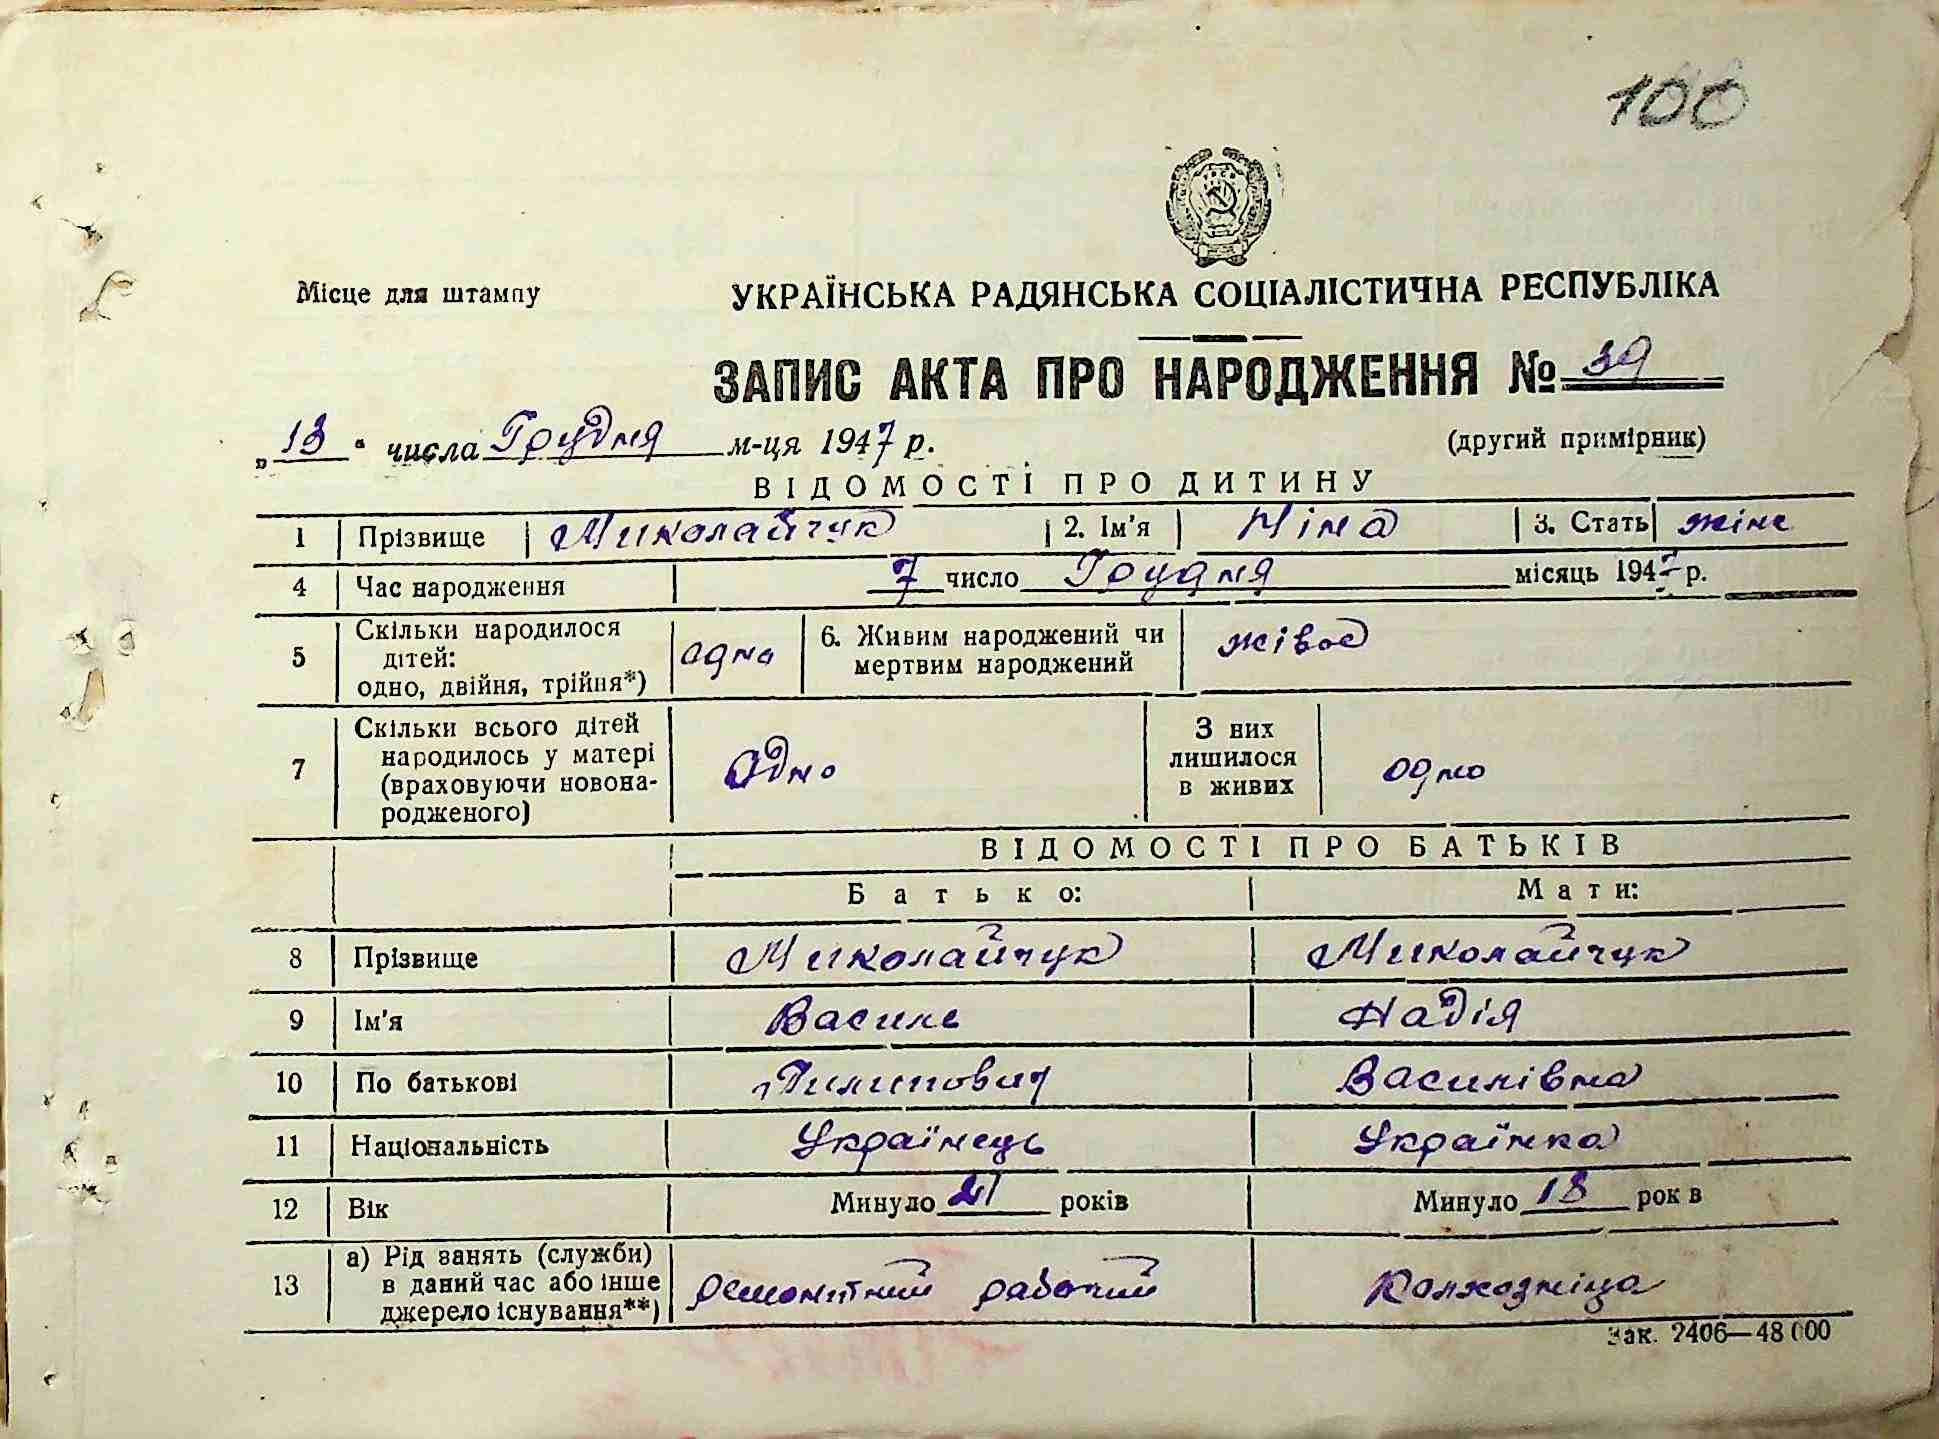 100
Місце для штампу
УКРАЇНСЬКА РАДЯНСЬКА СОЦІАЛІСТИЧНА РЕСПУБЛІКА
ЗАПИС АКТА ПРО НАРОДЖЕННЯ № 39
„13“ числа Грудня м-ця 1947 р. (другий примірник)
ВІДОМОСТІ ПРО ДИТИНУ
1 Прізвище Миколайчук 2. Ім'я Ніна 3. Стать жінс
4 Час народження 7 число Грудня місяць 1947 р.
5 Скільки народилося дітей: одно, двійня, трійня*) одна 6. Живим народжений чи мертвим народжений живою
7 Скільки всього дітей народилось у матері (враховуючи новонародженого) Одно З них лишилося в живих одно
ВІДОМОСТІ ПРО БАТЬКІВ
Батько: Мати:
8 Прізвище Миколайчук Миколайчук
9 Ім'я Василь Надія
10 По батькові Пилипович Василівна
11 Національність Українець Українка
12 Вік Минуло 21 років Минуло 18 рок в
13 а) Рід занять (служби) в даний час або інше джерело існування**) Ремонтний рабочий Колхозніца
Зак. 2406—48 000